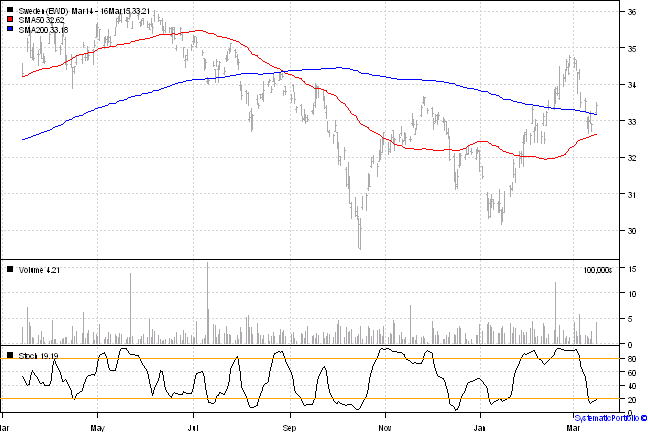 Sweden (EWD) Mar14 - 16Mar15 33.21
SMA50 32.62
SMA200 33.18
36
35
34
33
32
31
30
Volume 4.21
100,000s
15
10
5
0
Stoch 19.19
80
60
40
20
0
Mar May Jul Sep Nov Jan Mar
SystematicPortfolio ©